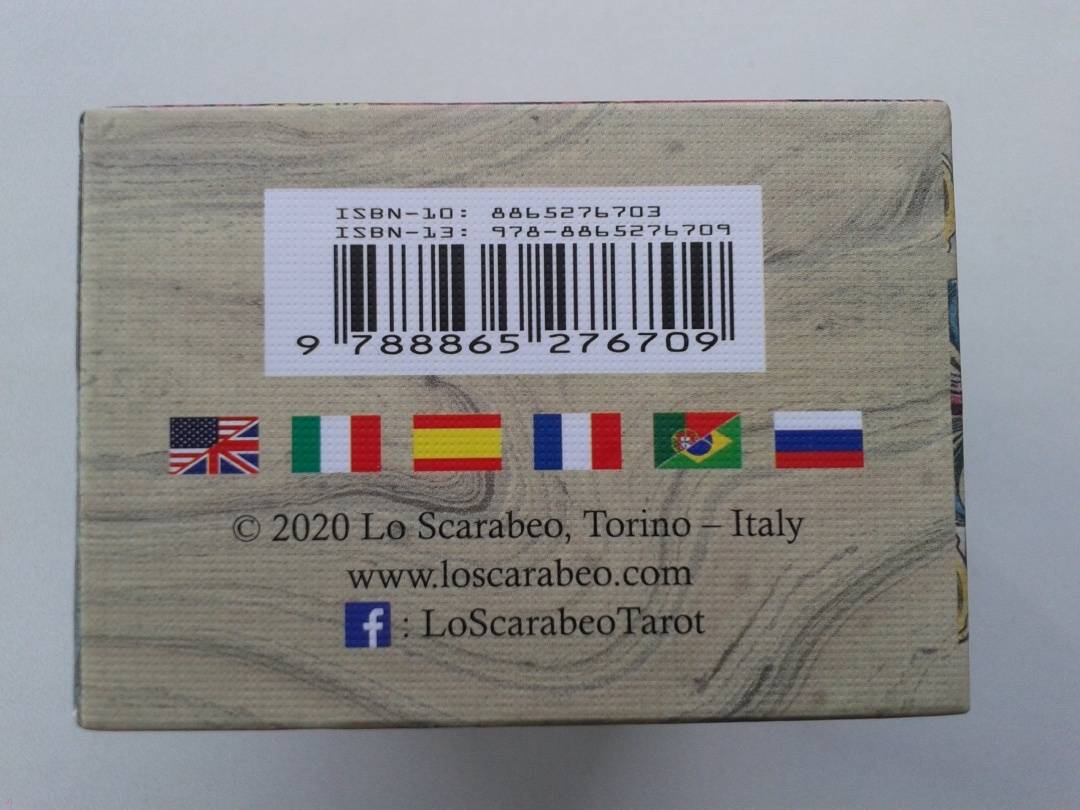 ISBN-10: 8865276703
ISBN-13: 978-8865276709
9 788865 276709
© 2020 Lo Scarabeo, Torino – Italy
www.loscarabeo.com
f : LoScarabeoTarot